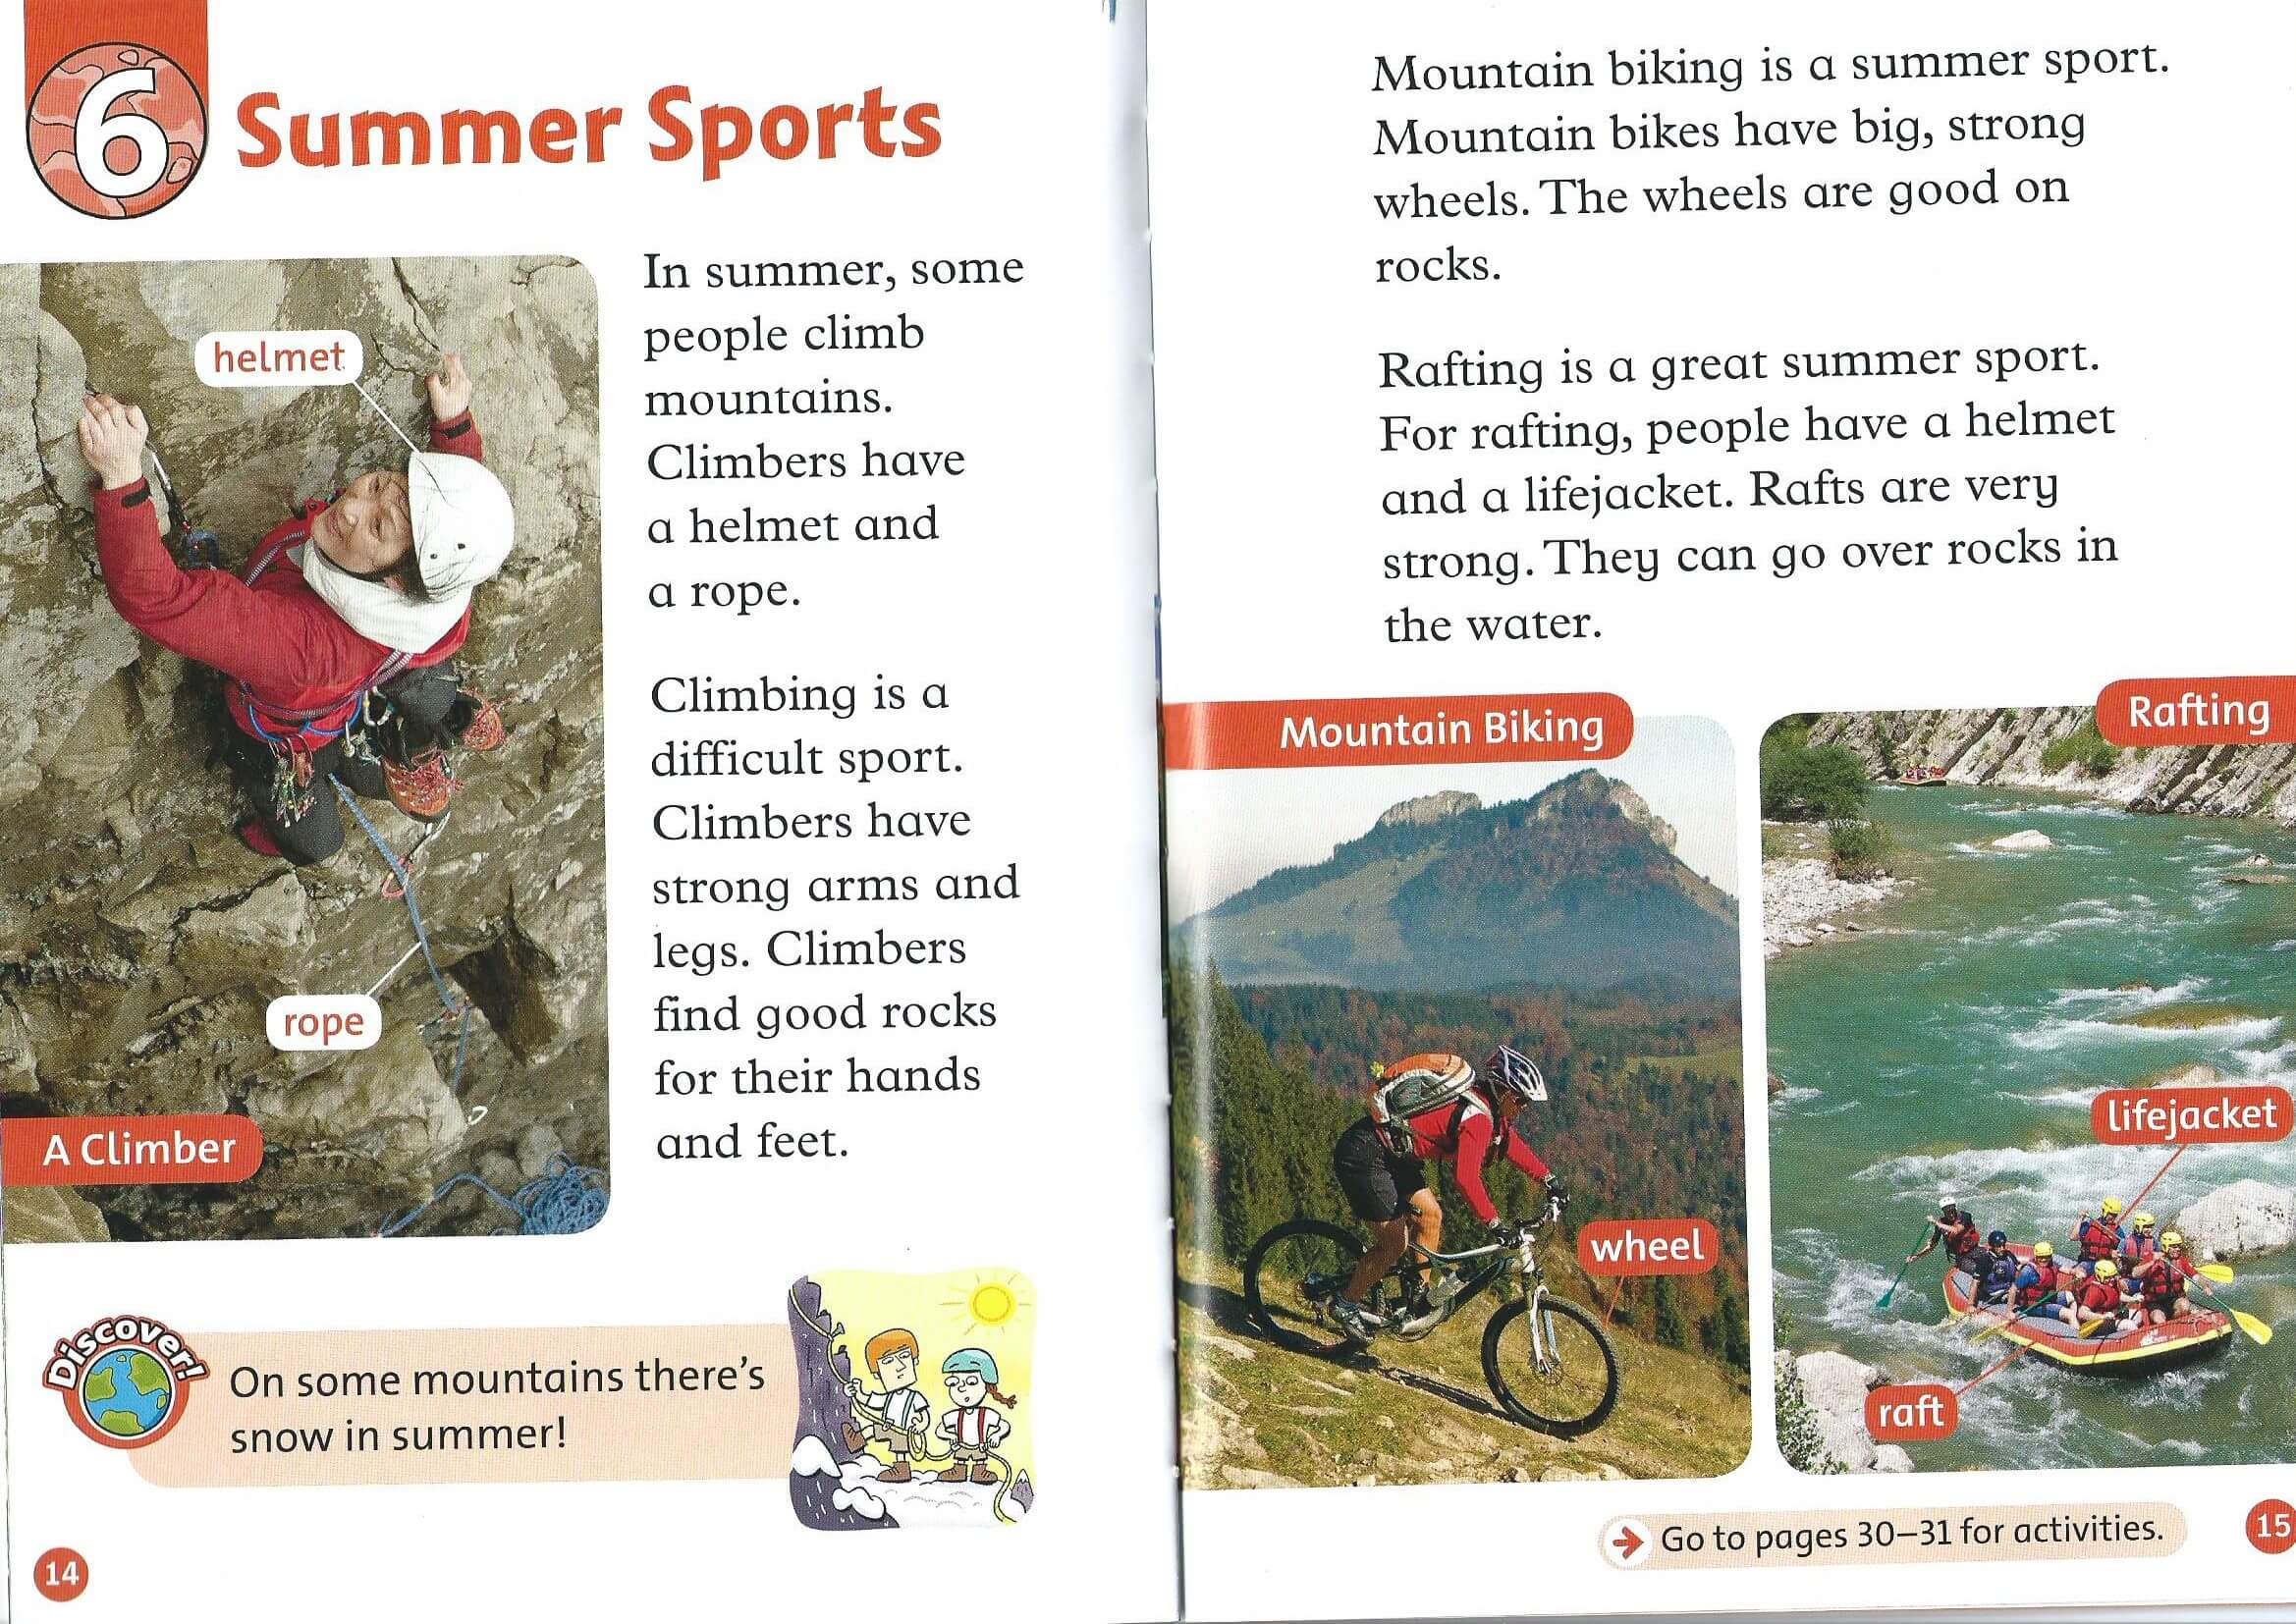 6
Summer Sports
helmet
rope
A Climber
In summer, some
people climb
mountains.
Climbers have
a helmet and
a rope.
Climbing is a
difficult sport.
Climbers have
strong arms and
legs. Climbers
find good rocks
for their hands
and feet.
Discover!
On some mountains there's
snow in summer!
14
Mountain biking is a summer sport.
Mountain bikes have big, strong
wheels. The wheels are good on
rocks.
Rafting is a great summer sport.
For rafting, people have a helmet
and a lifejacket. Rafts are very
strong. They can go over rocks in
the water.
Mountain Biking
wheel
Rafting
lifejacket
raft
Go to pages 30–31 for activities.
15